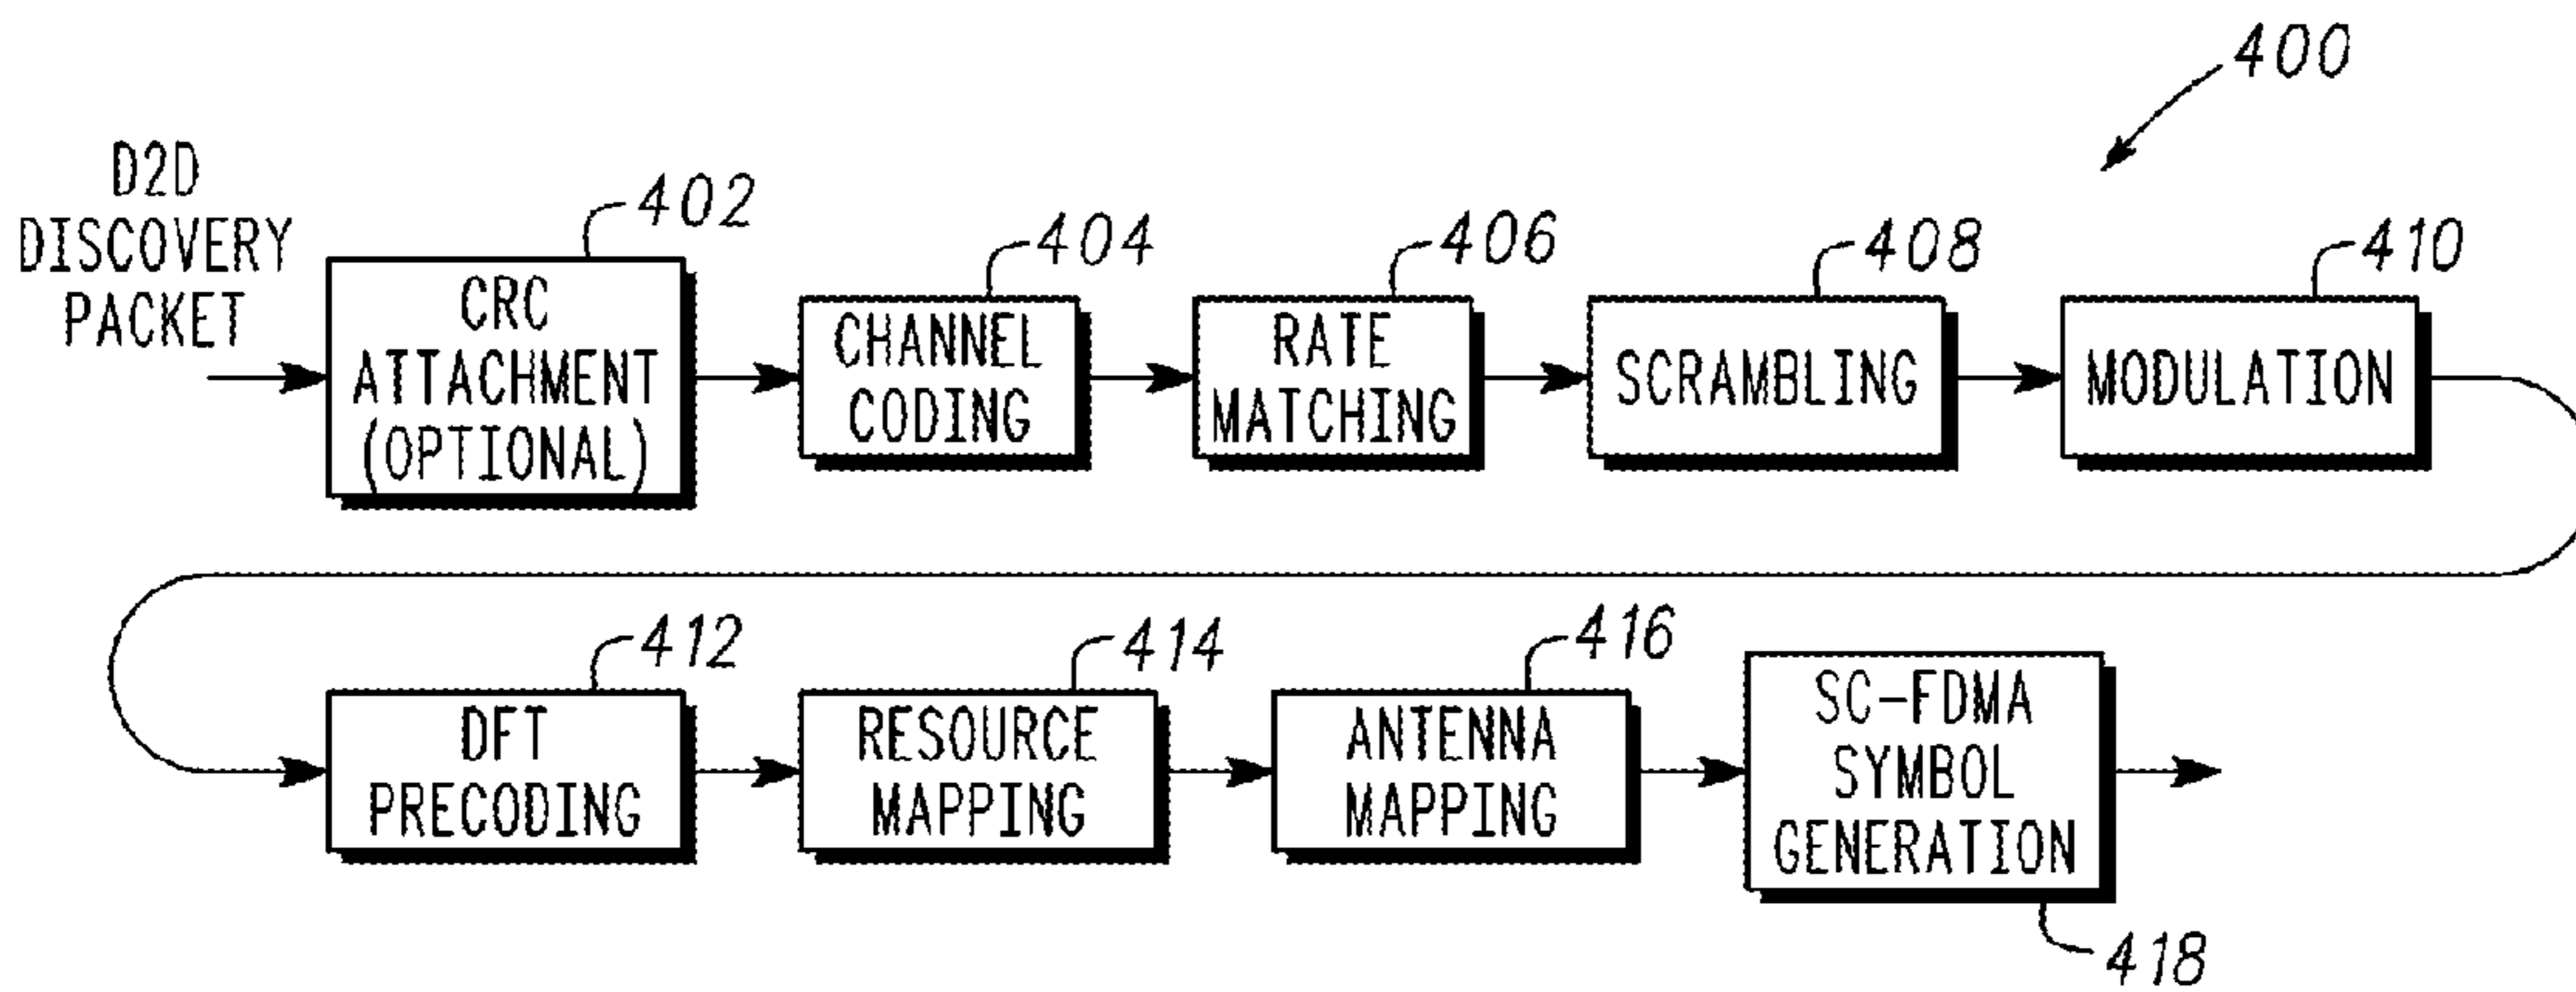 400
D2D
DISCOVERY
PACKET
402
CRC
ATTACHMENT
(OPTIONAL)
404
CHANNEL
CODING
406
RATE
MATCHING
408
SCRAMBLING
410
MODULATION
412
DFT
PRECODING
414
RESOURCE
MAPPING
416
ANTENNA
MAPPING
SC-FDMA
SYMBOL
GENERATION
418